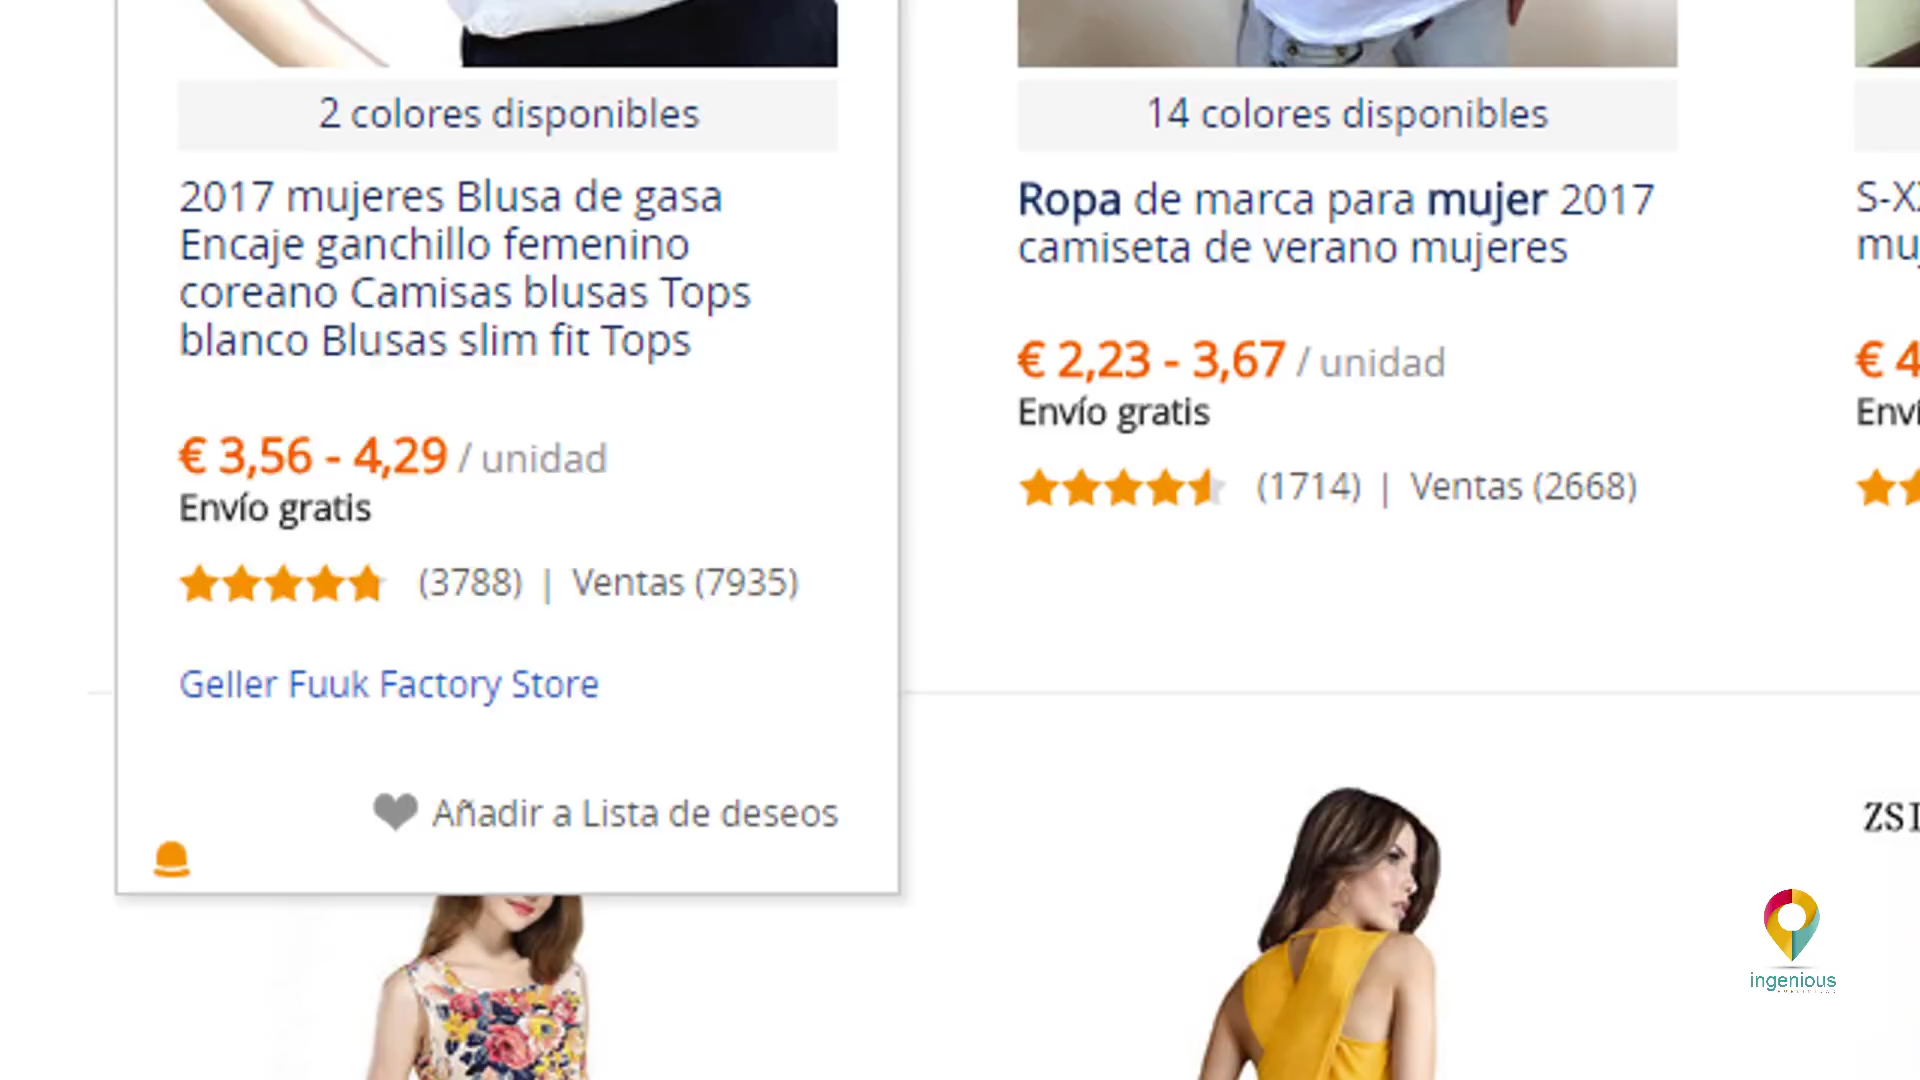 2 colores disponibles
2017 mujeres Blusa de gasa
Encaje ganchillo femenino
coreano Camisas blusas Tops
blanco Blusas slim fit Tops
€ 3,56 - 4,29 / unidad
Envío gratis
(3788) | Ventas (7935)
Geller Fuuk Factory Store
Añadir a Lista de deseos
14 colores disponibles
Ropa de marca para mujer 2017
camiseta de verano mujeres
€ 2,23 - 3,67 / unidad
Envío gratis
(1714) | Ventas (2668)
€ 4
ingenious